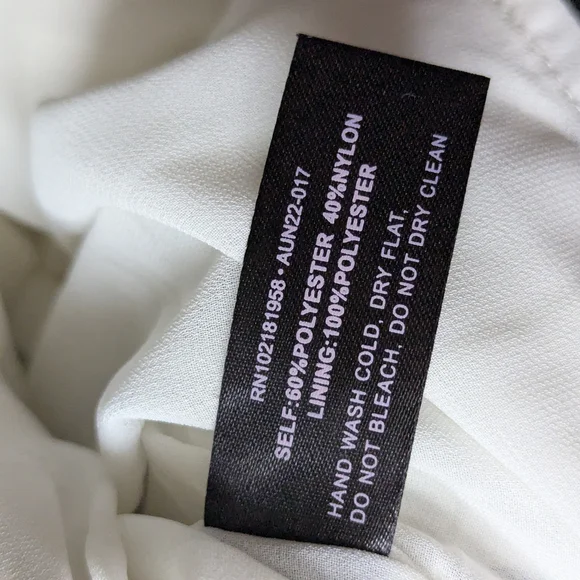 RN102181958 • AUN22-017
SELF:60%POLYESTER 40%NYLON
LINING:100%POLYESTER
HAND WASH COLD, DRY FLAT,
DO NOT BLEACH, DO NOT DRY CLEAN